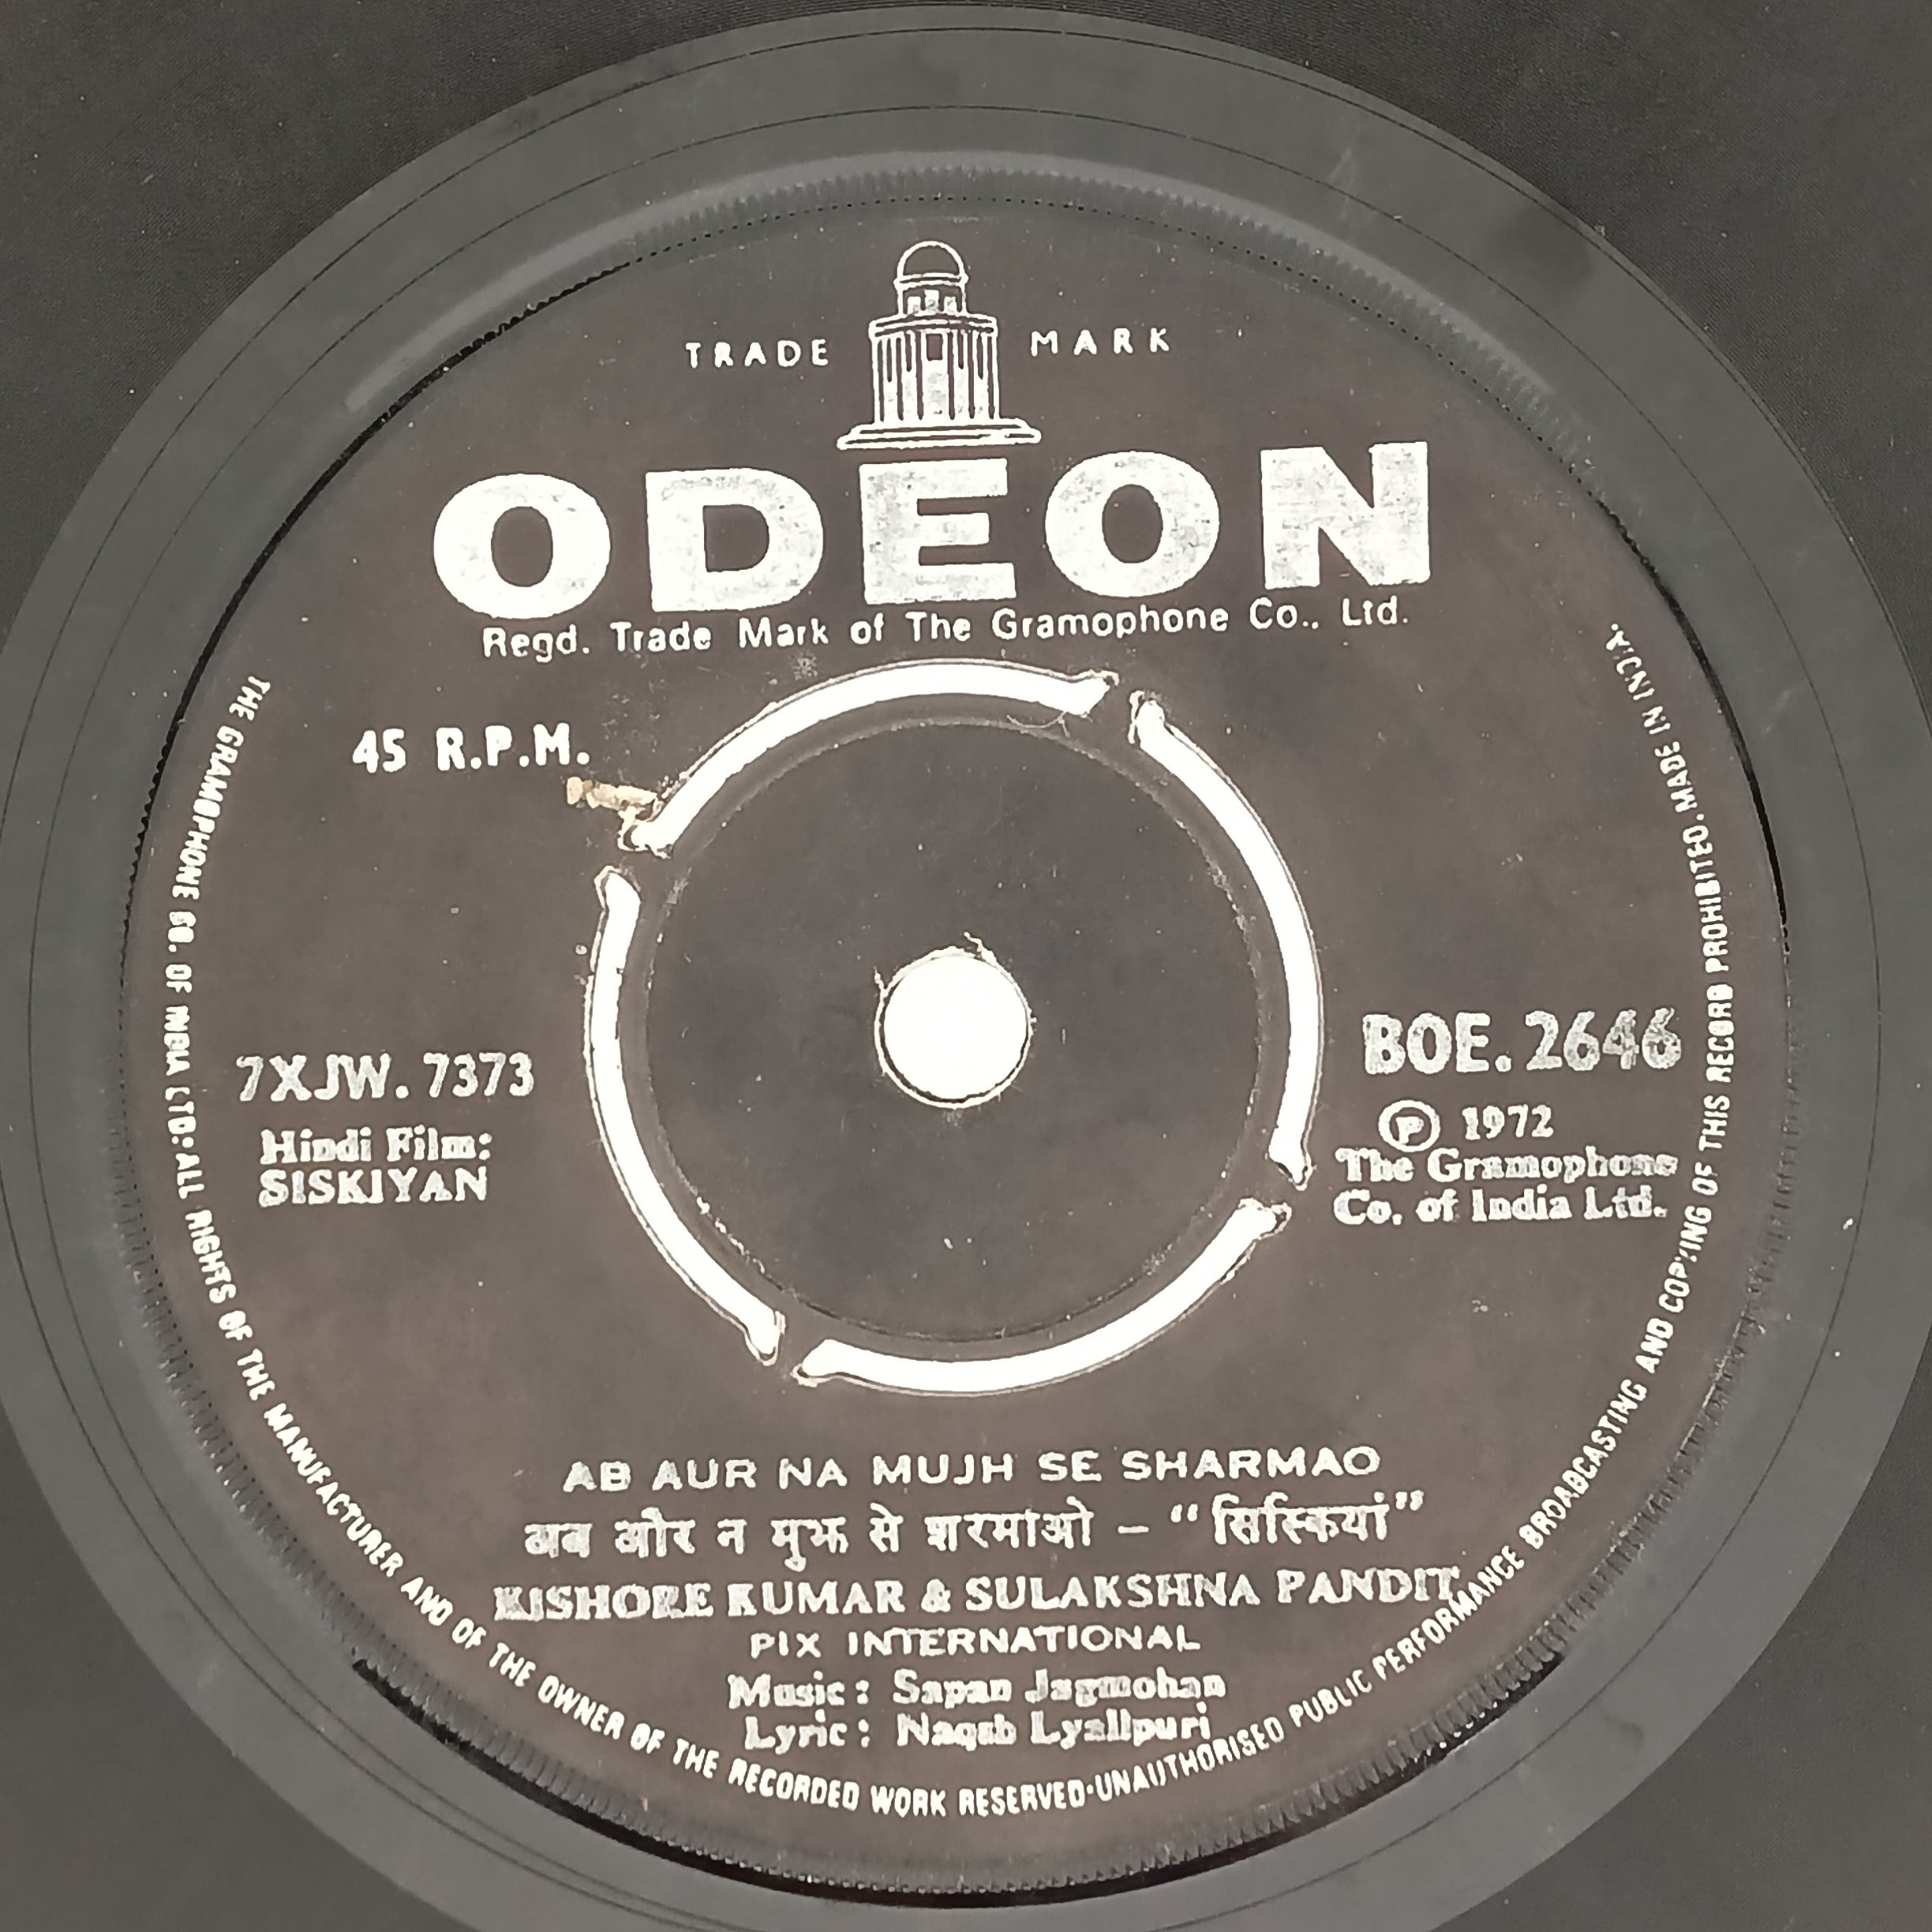 TRADE MARK
ODEON
Regd. Trade Mark of The Gramophone Co., Ltd.
45 R.P.M.
7XJW. 7373
Hindi Film:
SISKIYAN
BOE. 2646
Ⓟ 1972
The Gramophone
Co. of India Ltd.
AB AUR NA MUJH SE SHARMAO
अब और न मुझ से शरमाओ – "सिस्कियां"
KISHORE KUMAR & SULAKSHNA PANDIT
PIX INTERNATIONAL
Music: Sapan Jagmohan
Lyric: Naqsh Lyallpuri
THE GRAMOPHONE CO. OF INDIA LTD: ALL RIGHTS OF THE MANUFACTURER AND OF THE OWNER OF THE RECORDED WORK RESERVED·UNAUTHORISED PUBLIC PERFORMANCE BROADCASTING AND COPYING OF THIS RECORD PROHIBITED. MADE IN INDIA.